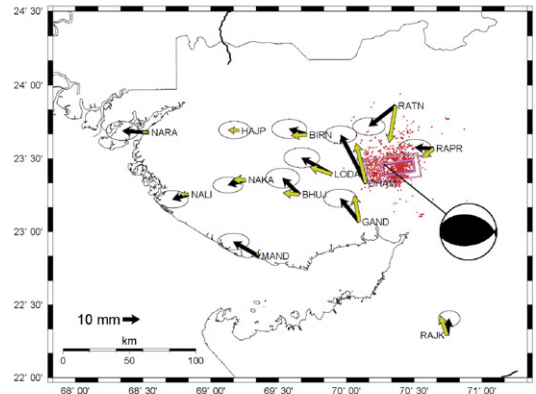 24° 30'
24° 00'
RATN
NARA
HAJP
BIRN
RAPR
23° 30'
LODA
DHAM
NAKA
NALI
BHUJ
GAND
23° 00'
MAND
22° 30'
10 mm
RAJK
km
0 50 100
22° 00'
68° 00' 68° 30' 69° 00' 69° 30' 70° 00' 70° 30' 71° 00' 71° 30'